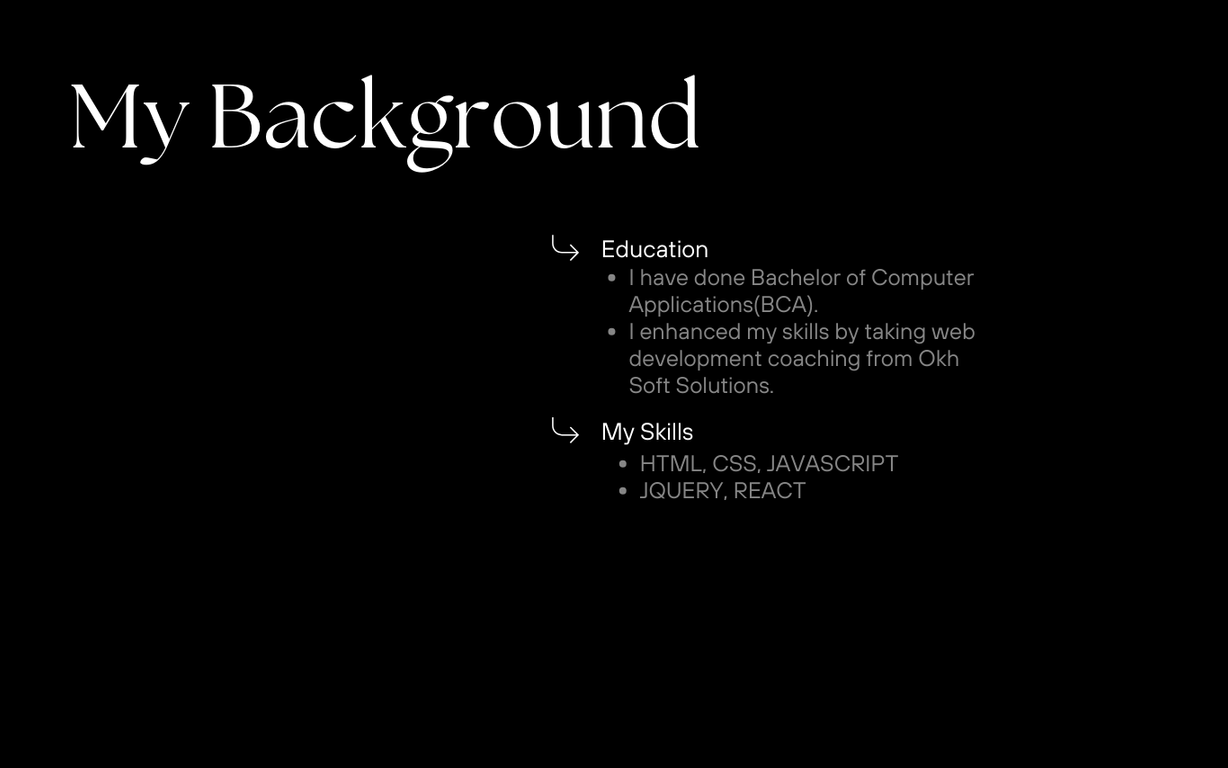 My Background
Education
• I have done Bachelor of Computer
Applications(BCA).
• I enhanced my skills by taking web
development coaching from Okh
Soft Solutions.
My Skills
• HTML, CSS, JAVASCRIPT
• JQUERY, REACT